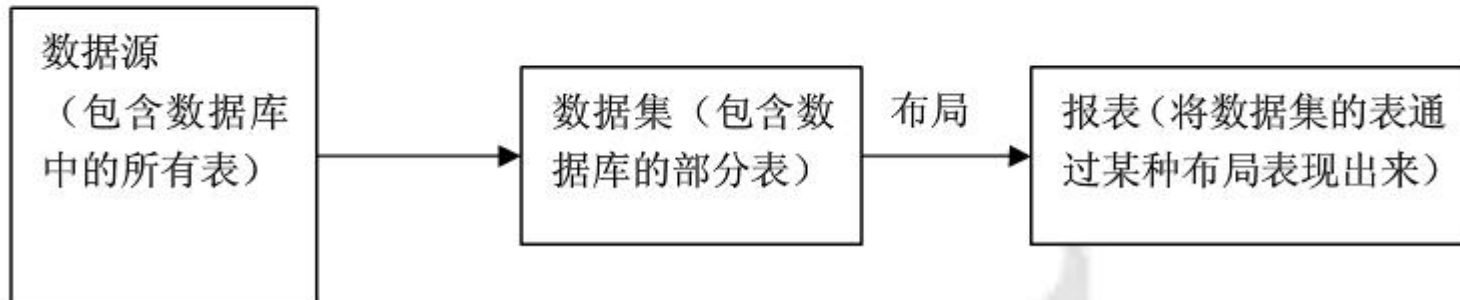 数据源
（包含数据库
中的所有表）
数据集（包含数
据库的部分表）
布局
报表（将数据集的表通
过某种布局表现出来）